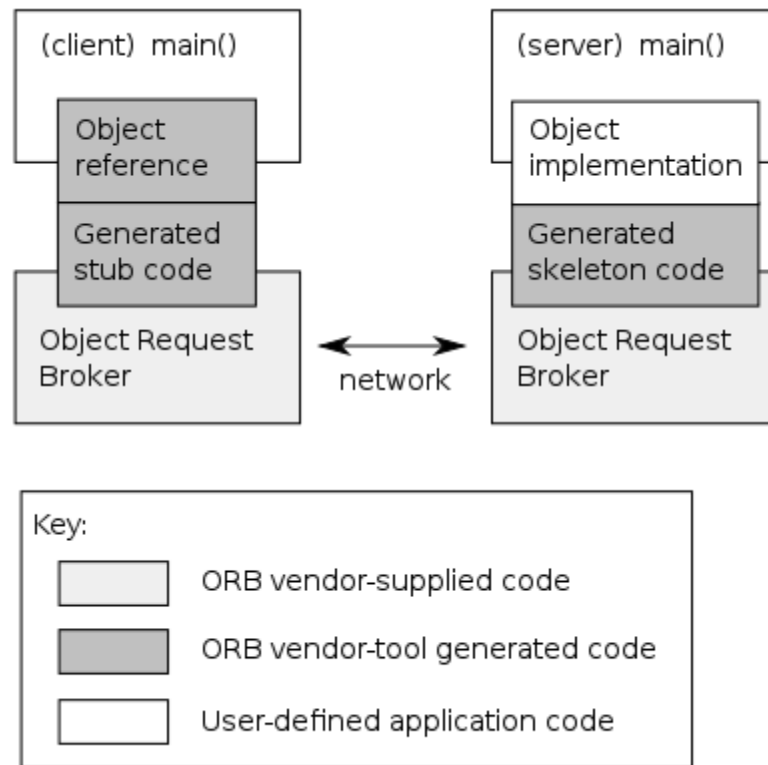 (client) main()
Object
reference
Generated
stub code
Object Request
Broker
network
(server) main()
Object
implementation
Generated
skeleton code
Object Request
Broker
Key:
ORB vendor-supplied code
ORB vendor-tool generated code
User-defined application code